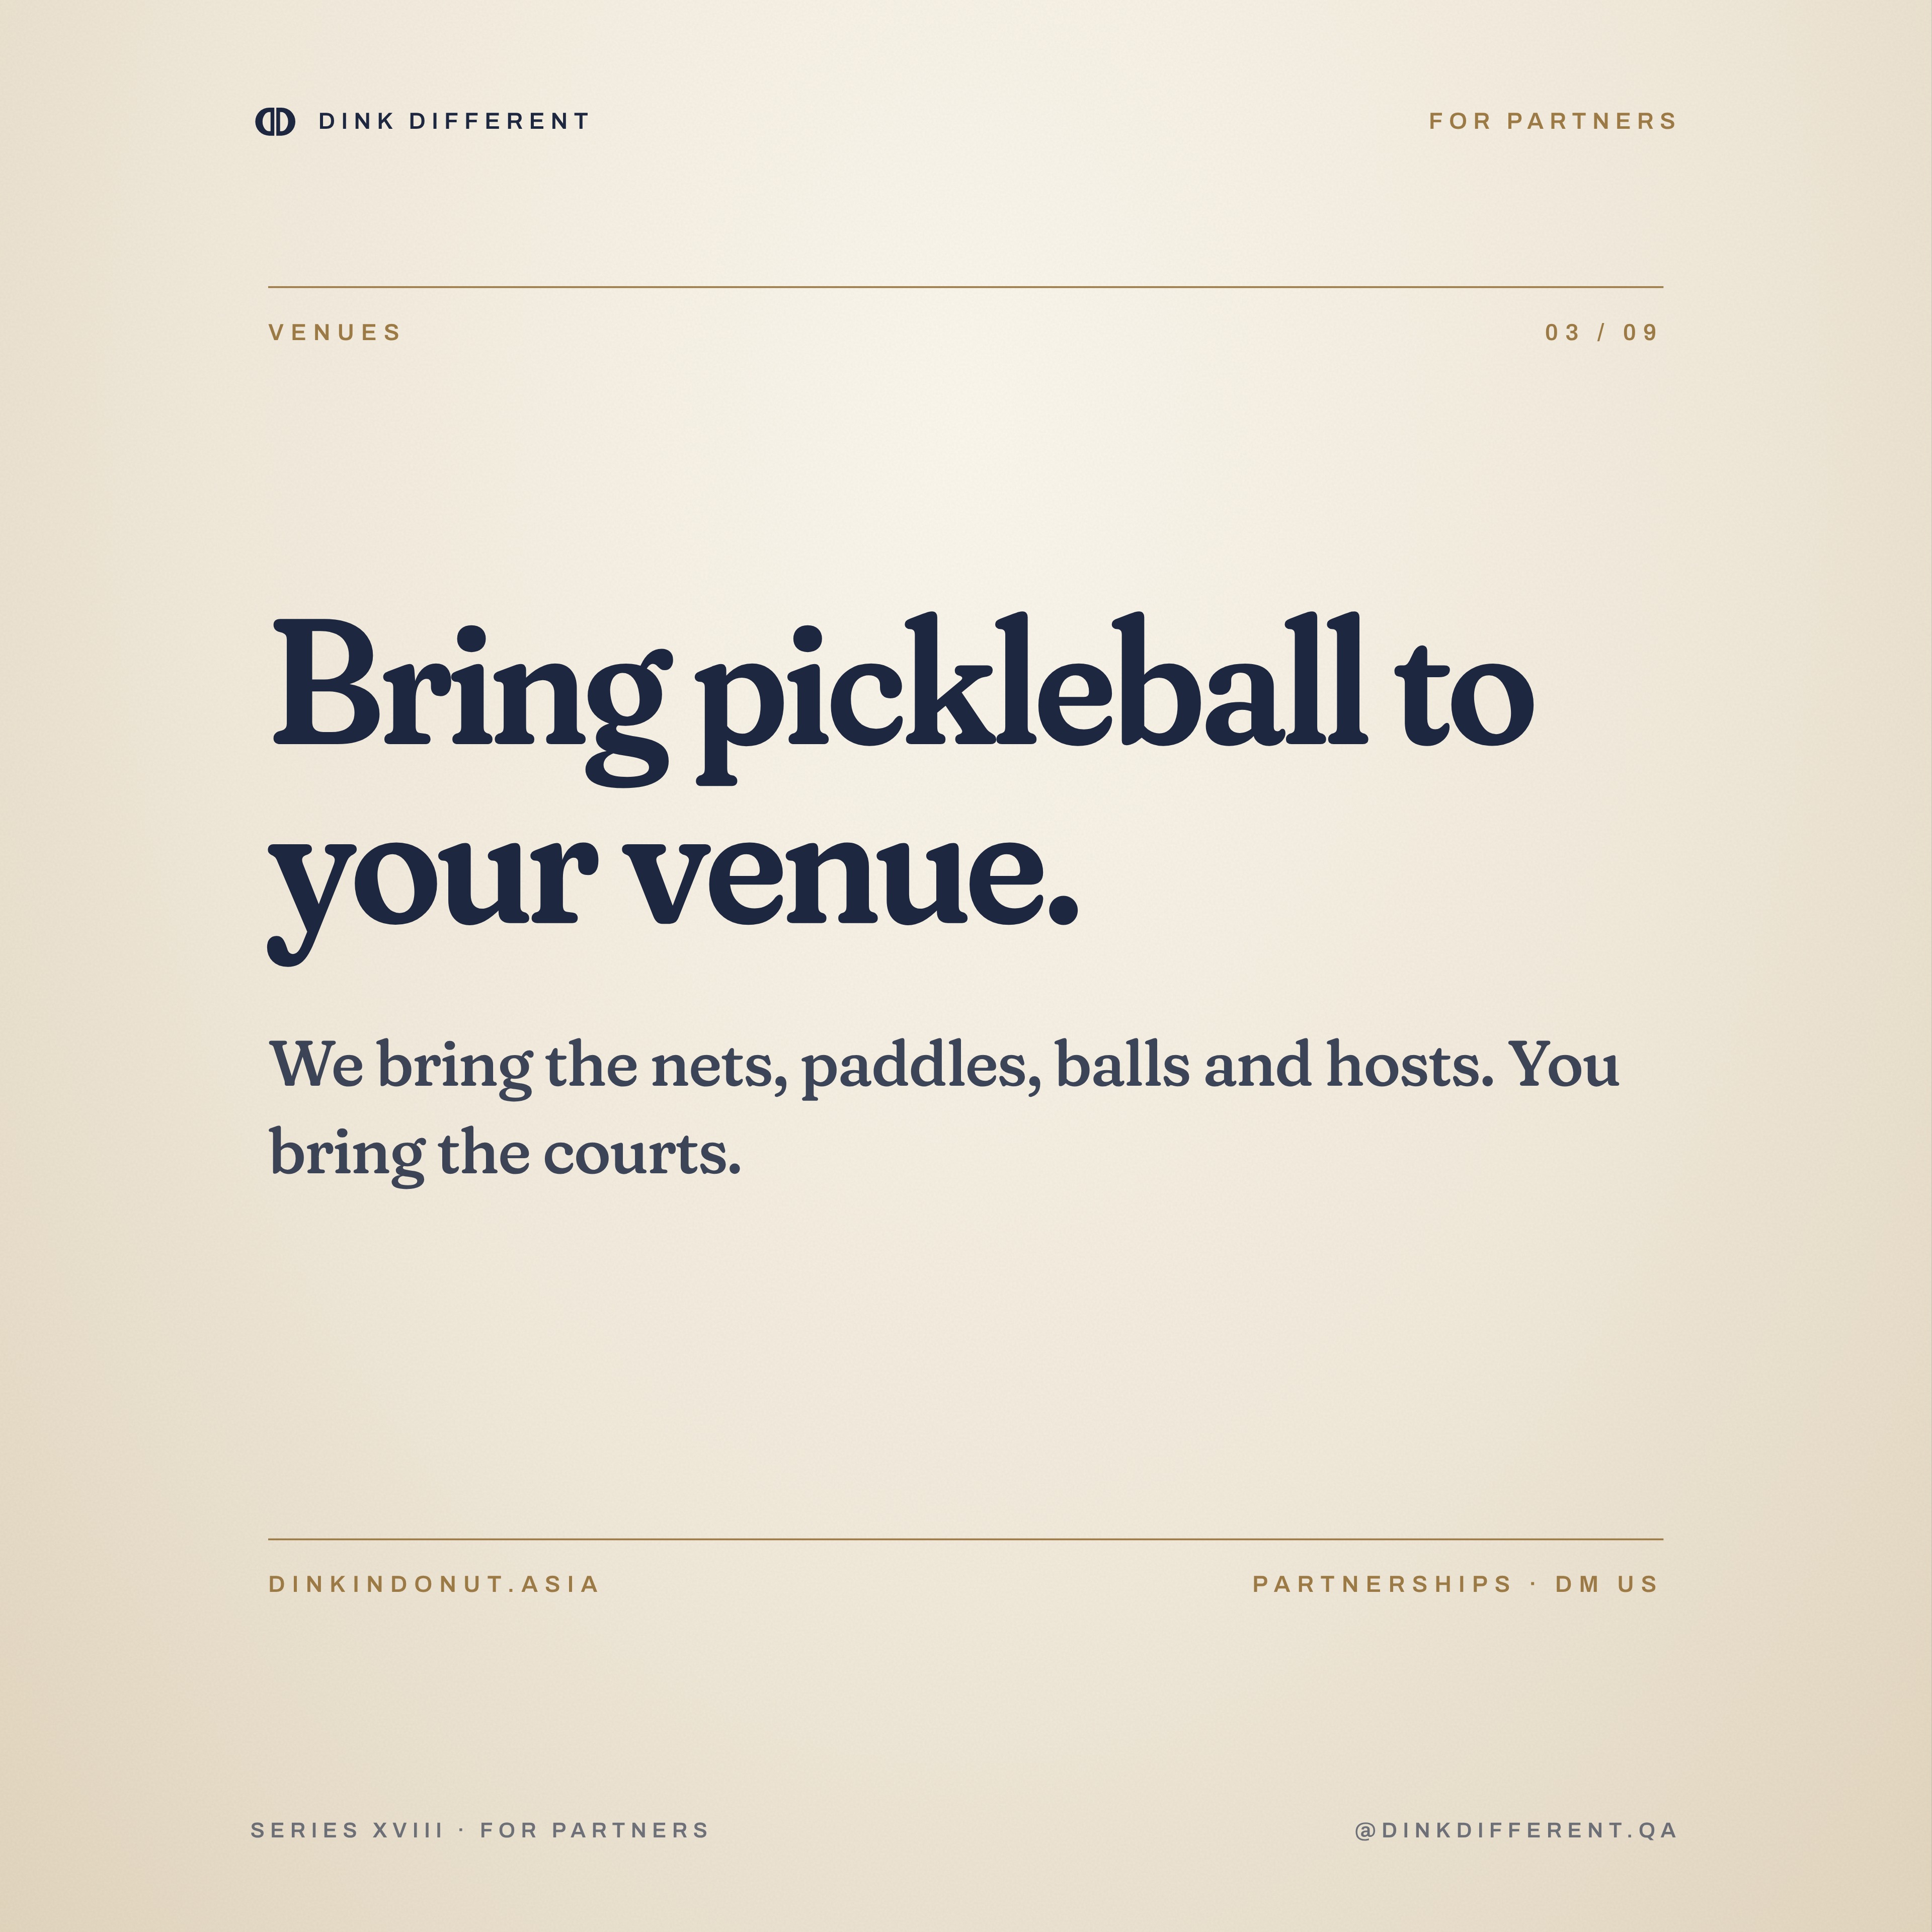 DINK DIFFERENT
FOR PARTNERS
VENUES
03 / 09
Bring pickleball to
your venue.
We bring the nets, paddles, balls and hosts. You
bring the courts.
DINKINDONUT.ASIA
PARTNERSHIPS · DM US
SERIES XVIII · FOR PARTNERS
@DINKDIFFERENT.QA